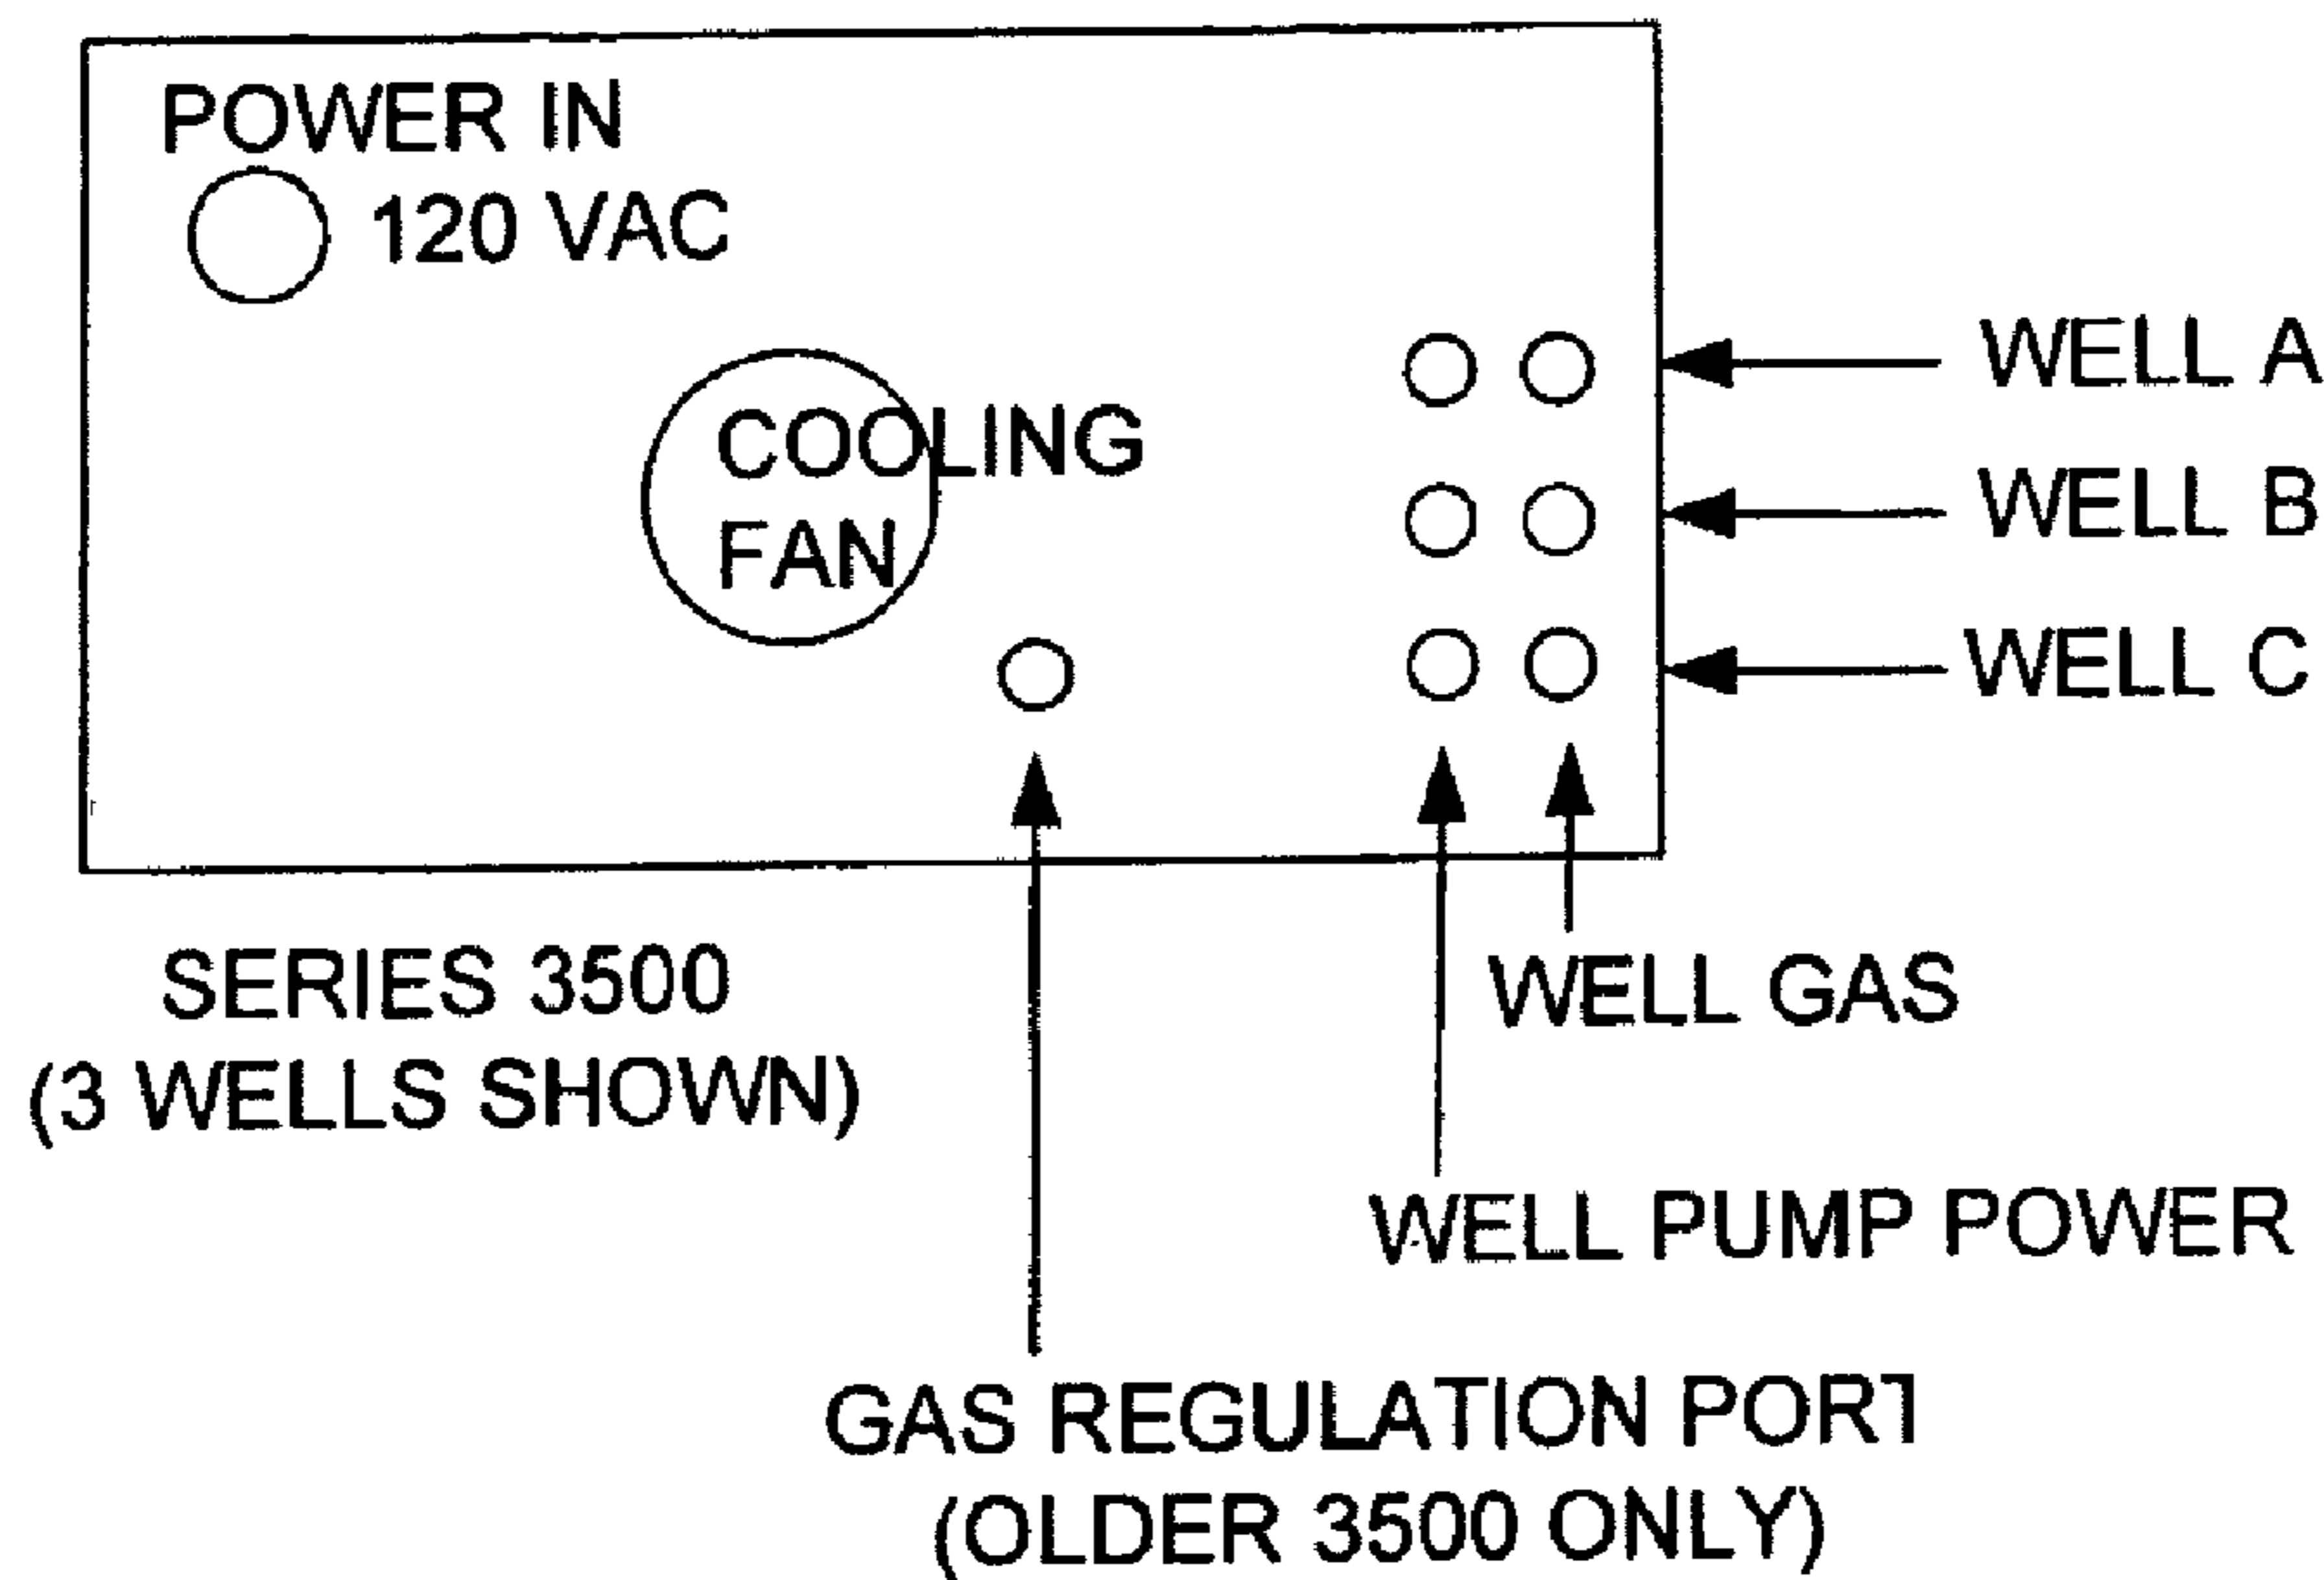 POWER IN
120 VAC
COOLING
FAN
WELL A
WELL B
WELL C
SERIES 3500
(3 WELLS SHOWN)
WELL GAS
WELL PUMP POWER
GAS REGULATION PORT
(OLDER 3500 ONLY)